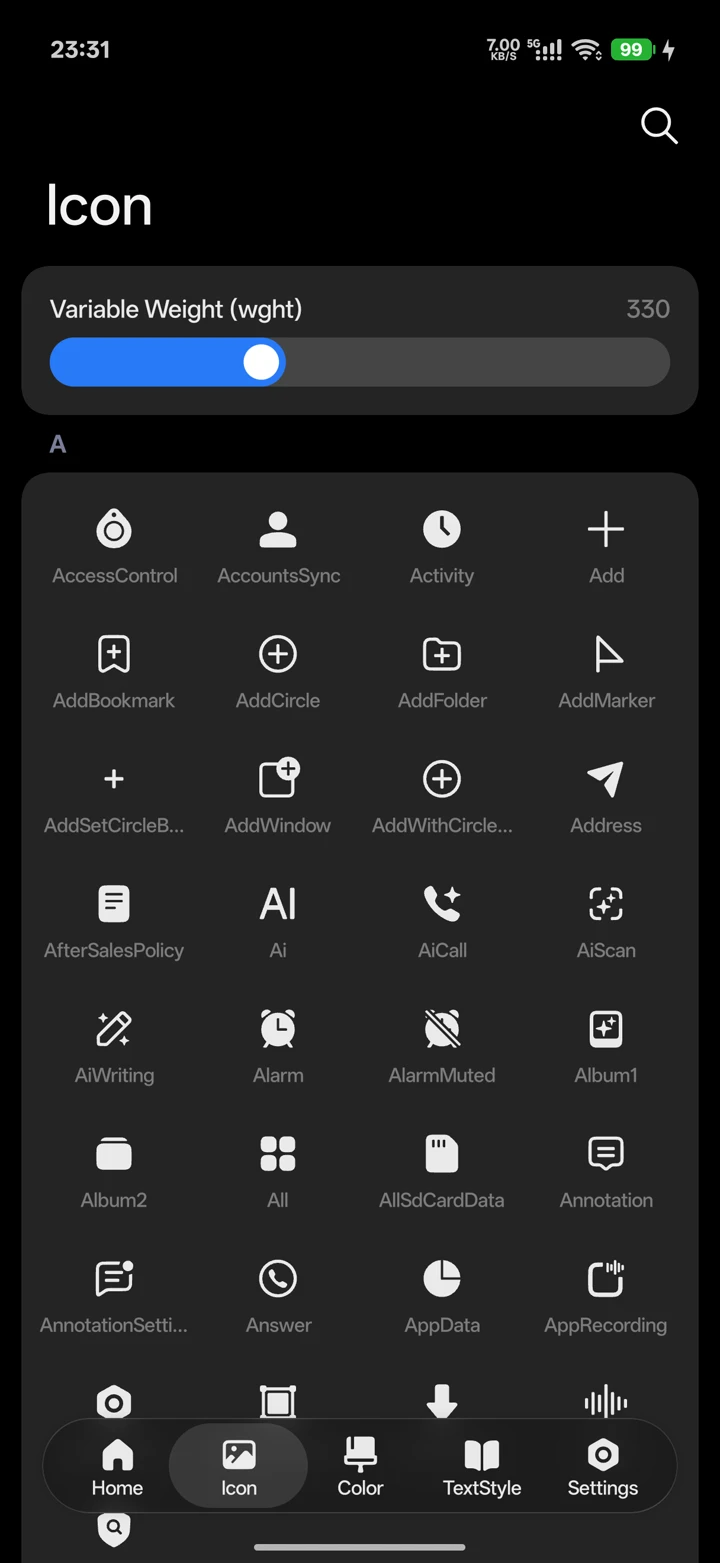 23:31
7.00
KB/S
5G
99
Icon
Variable Weight (wght)
330
A
AccessControl
AccountsSync
Activity
Add
AddBookmark
AddCircle
AddFolder
AddMarker
AddSetCircleB...
AddWindow
AddWithCircle...
Address
AI
AfterSalesPolicy
Ai
AiCall
AiScan
AiWriting
Alarm
AlarmMuted
Album1
Album2
All
AllSdCardData
Annotation
AnnotationSetti...
Answer
AppData
AppRecording
Home
Icon
Color
TextStyle
Settings